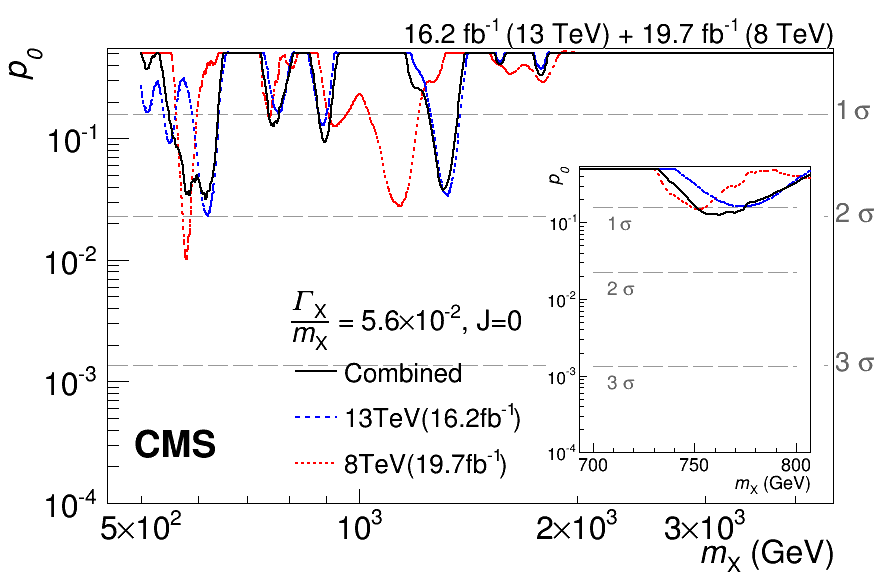 16.2 fb⁻¹ (13 TeV) + 19.7 fb⁻¹ (8 TeV)
p₀
10⁻¹
10⁻²
10⁻³
10⁻⁴
1 σ
2 σ
3 σ
Γ_X/m_X = 5.6×10⁻², J=0
Combined
13TeV(16.2fb⁻¹)
8TeV(19.7fb⁻¹)
CMS
p₀
10⁻¹
10⁻²
10⁻³
10⁻⁴
1 σ
2 σ
3 σ
700 750 800
m_X (GeV)
5×10² 10³ 2×10³ 3×10³
m_X (GeV)